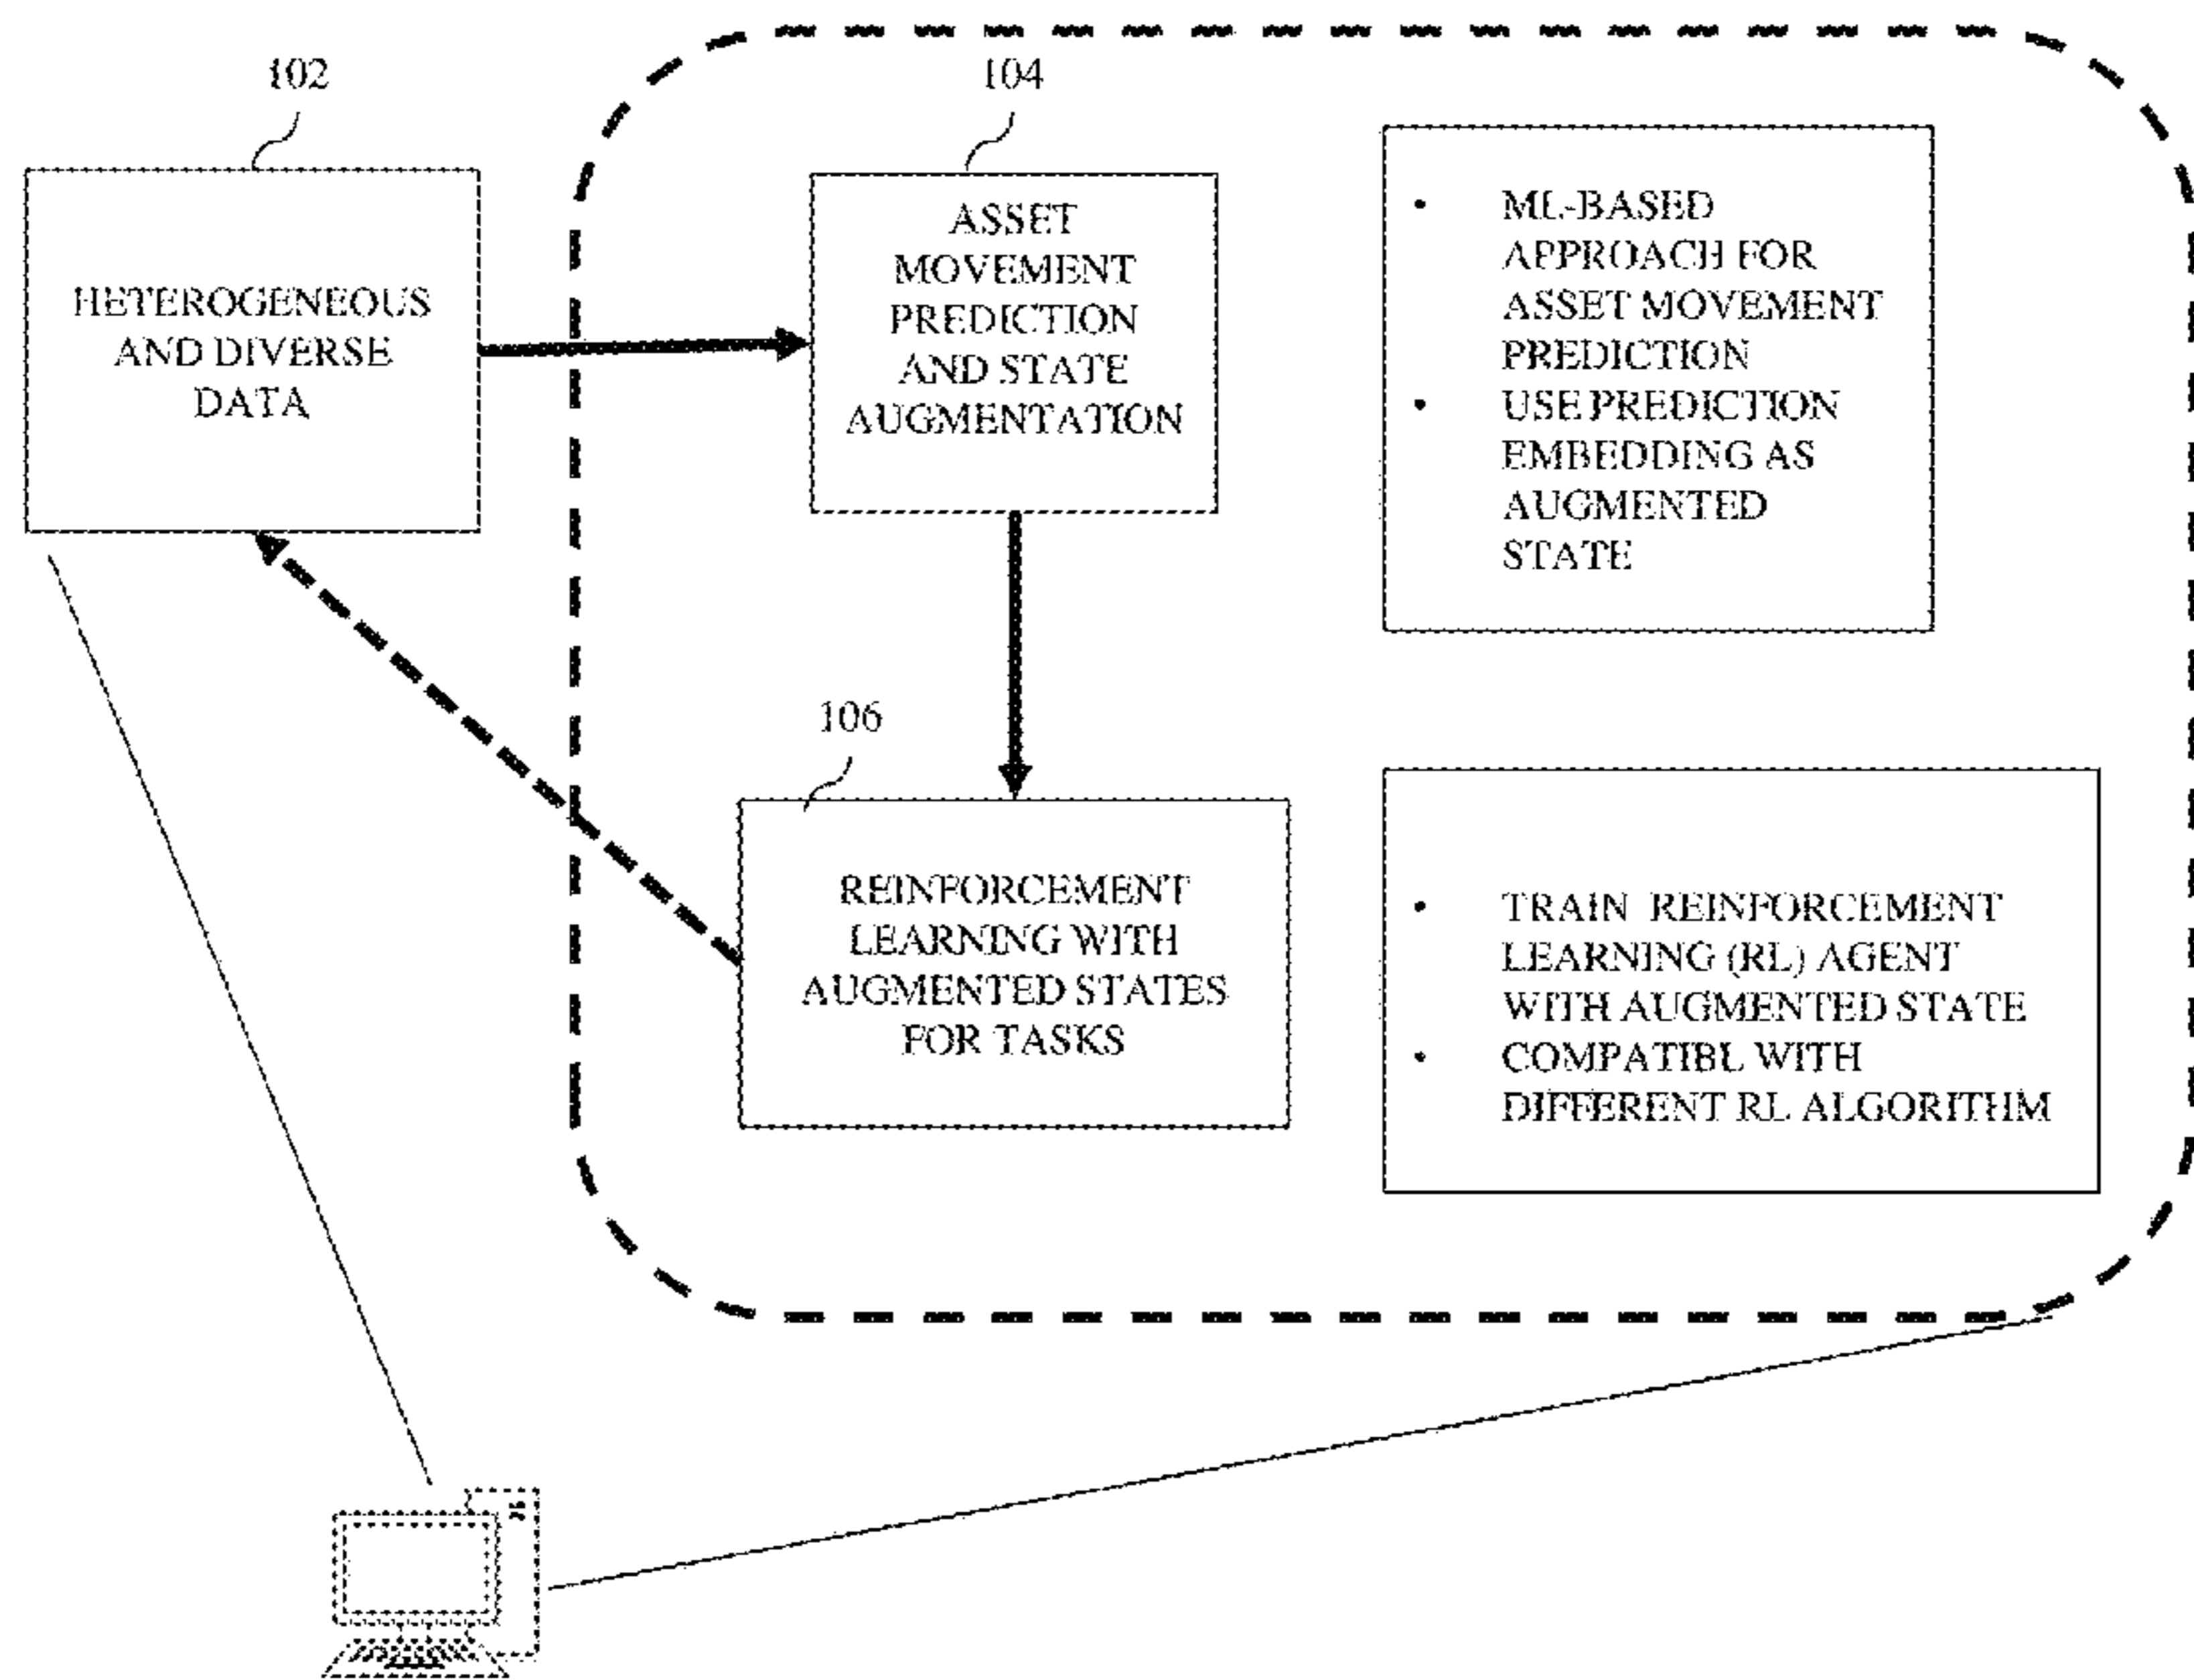 102
HETEROGENEOUS
AND DIVERSE
DATA
104
ASSET
MOVEMENT
PREDICTION
AND STATE
AUGMENTATION
• ML-BASED
APPROACH FOR
ASSET MOVEMENT
PREDICTION
• USE PREDICTION
EMBEDDING AS
AUGMENTED
STATE
106
REINFORCEMENT
LEARNING WITH
AUGMENTED STATES
FOR TASKS
• TRAIN REINFORCEMENT
LEARNING (RL) AGENT
WITH AUGMENTED STATE
• COMPATIBL WITH
DIFFERENT RL ALGORITHM